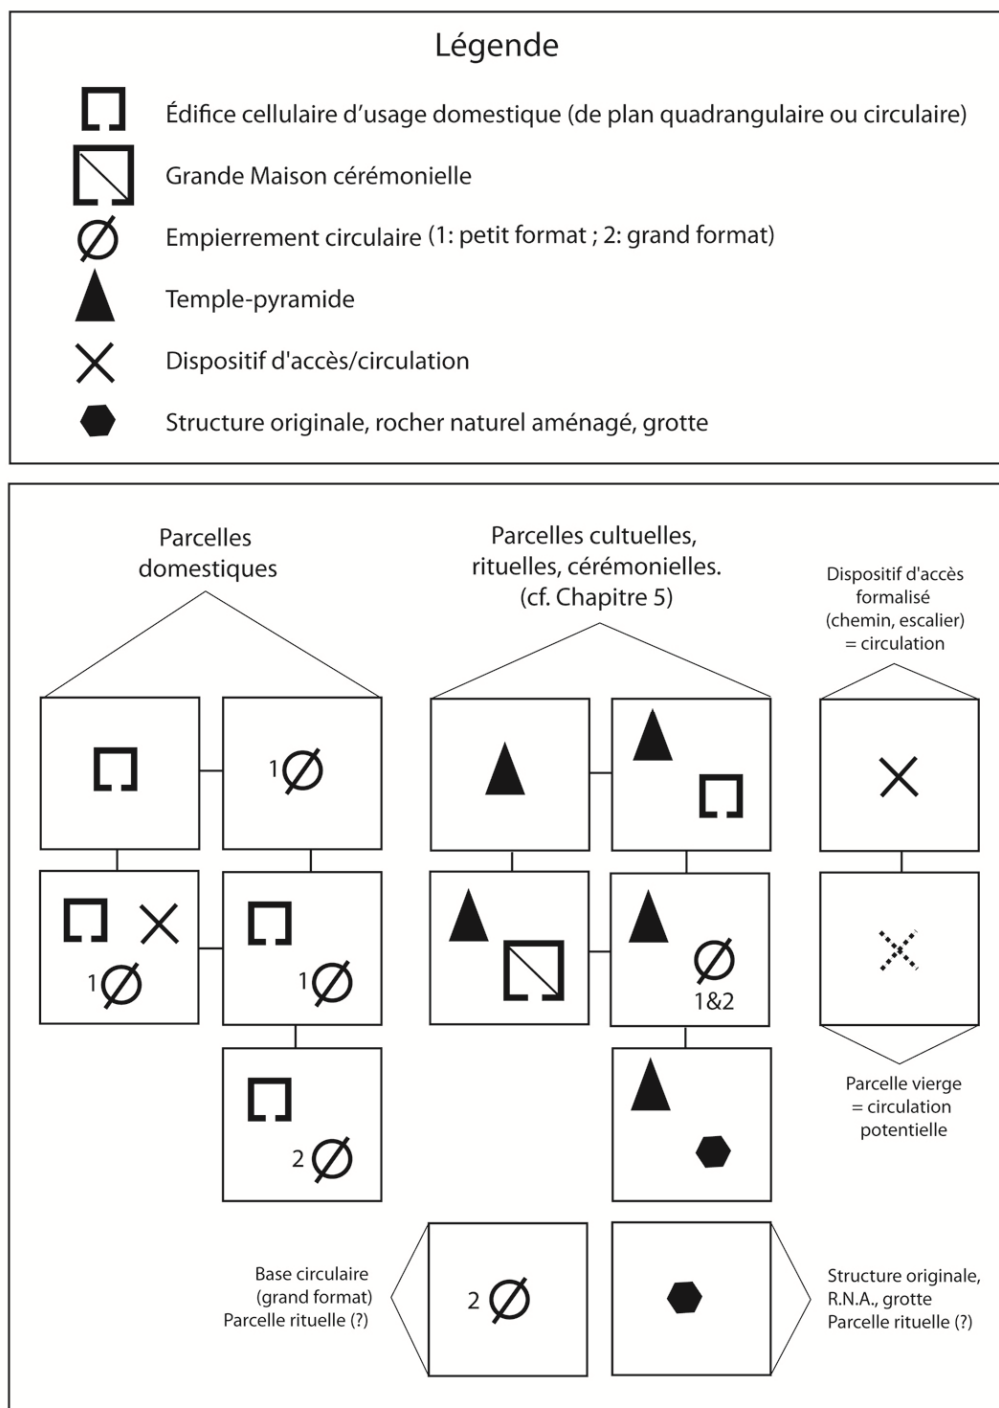 Légende
Édifice cellulaire d'usage domestique (de plan quadrangulaire ou circulaire)
Grande Maison cérémonielle
Empierrement circulaire (1: petit format ; 2: grand format)
Temple-pyramide
Dispositif d'accès/circulation
Structure originale, rocher naturel aménagé, grotte
Parcelles
domestiques
Parcelles cultuelles,
rituelles, cérémonielles.
(cf. Chapitre 5)
Dispositif d'accès
formalisé
(chemin, escalier)
= circulation
1
1
1
1&2
2
Parcelle vierge
= circulation
potentielle
Base circulaire
(grand format)
Parcelle rituelle (?)
2
Structure originale,
R.N.A., grotte
Parcelle rituelle (?)